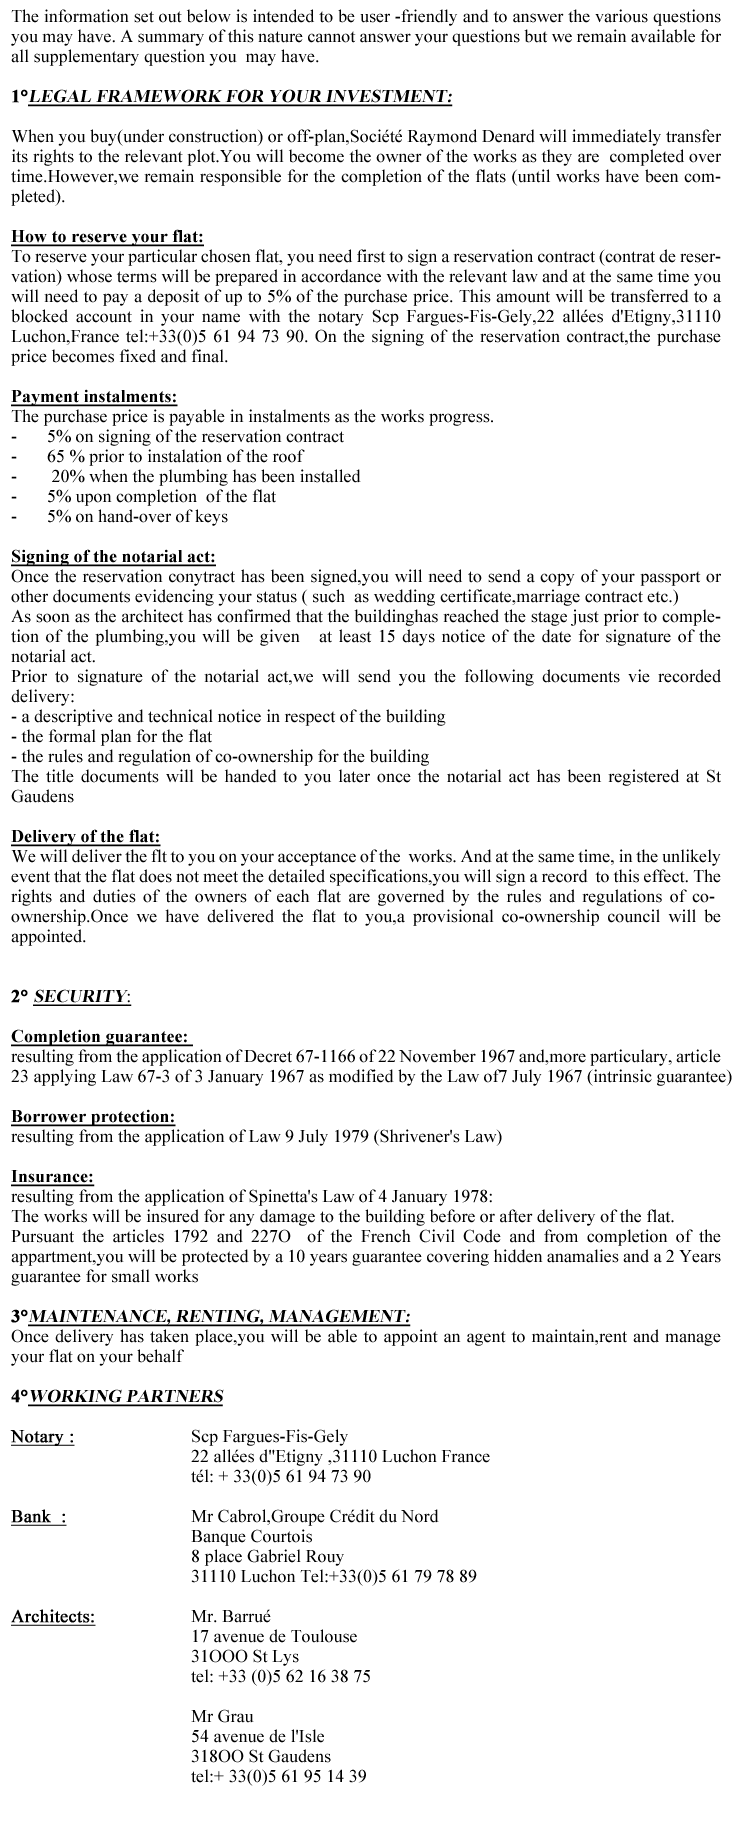 The information set out below is intended to be user -friendly and to answer the various questions
you may have. A summary of this nature cannot answer your questions but we remain available for
all supplementary question you  may have.
1°LEGAL FRAMEWORK FOR YOUR INVESTMENT:
When you buy(under construction) or off-plan,Société Raymond Denard will immediately transfer
its rights to the relevant plot.You will become the owner of the works as they are  completed over
time.However,we remain responsible for the completion of the flats (until works have been com-
pleted).
How to reserve your flat:
To reserve your particular chosen flat, you need first to sign a reservation contract (contrat de reser-
vation) whose terms will be prepared in accordance with the relevant law and at the same time you
will need to pay a deposit of up to 5% of the purchase price. This amount will be transferred to a
blocked account in your name with the notary Scp Fargues-Fis-Gely,22 allées d'Etigny,31110
Luchon,France tel:+33(0)5 61 94 73 90. On the signing of the reservation contract,the purchase
price becomes fixed and final.
Payment instalments:
The purchase price is payable in instalments as the works progress.
- 5% on signing of the reservation contract
- 65 % prior to instalation of the roof
- 20% when the plumbing has been installed
- 5% upon completion  of the flat
- 5% on hand-over of keys
Signing of the notarial act:
Once the reservation conytract has been signed,you will need to send a copy of your passport or
other documents evidencing your status ( such  as wedding certificate,marriage contract etc.)
As soon as the architect has confirmed that the buildinghas reached the stage just prior to comple-
tion of the plumbing,you will be given   at least 15 days notice of the date for signature of the
notarial act.
Prior to signature of the notarial act,we will send you the following documents vie recorded
delivery:
- a descriptive and technical notice in respect of the building
- the formal plan for the flat
- the rules and regulation of co-ownership for the building
The title documents will be handed to you later once the notarial act has been registered at St
Gaudens
Delivery of the flat:
We will deliver the flt to you on your acceptance of the  works. And at the same time, in the unlikely
event that the flat does not meet the detailed specifications,you will sign a record  to this effect. The
rights and duties of the owners of each flat are governed by the rules and regulations of co-
ownership.Once we have delivered the flat to you,a provisional co-ownership council will be
appointed.
2° SECURITY:
Completion guarantee:
resulting from the application of Decret 67-1166 of 22 November 1967 and,more particulary, article
23 applying Law 67-3 of 3 January 1967 as modified by the Law of7 July 1967 (intrinsic guarantee)
Borrower protection:
resulting from the application of Law 9 July 1979 (Shrivener's Law)
Insurance:
resulting from the application of Spinetta's Law of 4 January 1978:
The works will be insured for any damage to the building before or after delivery of the flat.
Pursuant the articles 1792 and 227O  of the French Civil Code and from completion of the
appartment,you will be protected by a 10 years guarantee covering hidden anamalies and a 2 Years
guarantee for small works
3°MAINTENANCE, RENTING, MANAGEMENT:
Once delivery has taken place,you will be able to appoint an agent to maintain,rent and manage
your flat on your behalf
4°WORKING PARTNERS
Notary : Scp Fargues-Fis-Gely
22 allées d"Etigny ,31110 Luchon France
tél: + 33(0)5 61 94 73 90
Bank  : Mr Cabrol,Groupe Crédit du Nord
Banque Courtois
8 place Gabriel Rouy
31110 Luchon Tel:+33(0)5 61 79 78 89
Architects: Mr. Barrué
17 avenue de Toulouse
31OOO St Lys
tel: +33 (0)5 62 16 38 75
Mr Grau
54 avenue de l'Isle
318OO St Gaudens
tel:+ 33(0)5 61 95 14 39